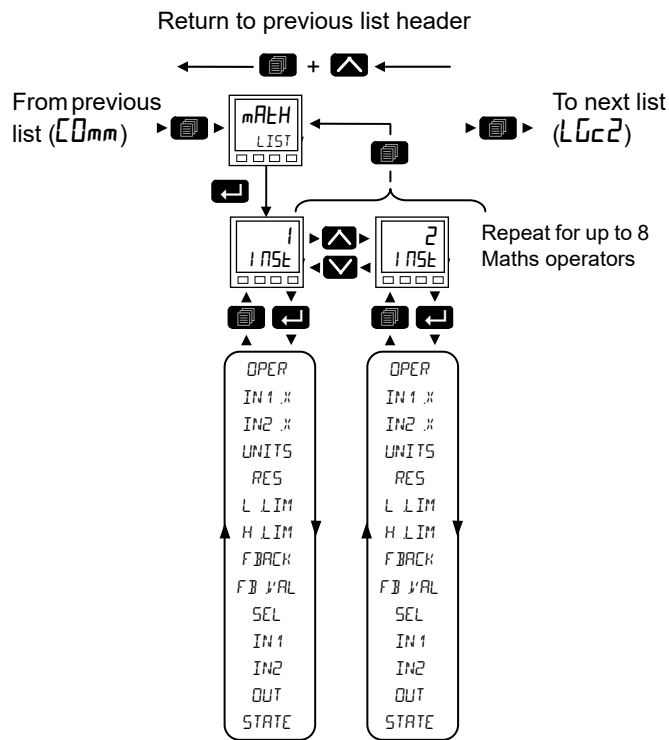 Return to previous list header
+
From previous
list (COmm)
mAtH
LIST
To next list
(LGc2)
1
INSt
2
INSt
Repeat for up to 8
Maths operators
OPER
IN1.X
IN2.X
UNITS
RES
L.LIM
H.LIM
F.BACK
FB.VAL
SEL
IN1
IN2
OUT
STATE
OPER
IN1.X
IN2.X
UNITS
RES
L.LIM
H.LIM
F.BACK
FB.VAL
SEL
IN1
IN2
OUT
STATE